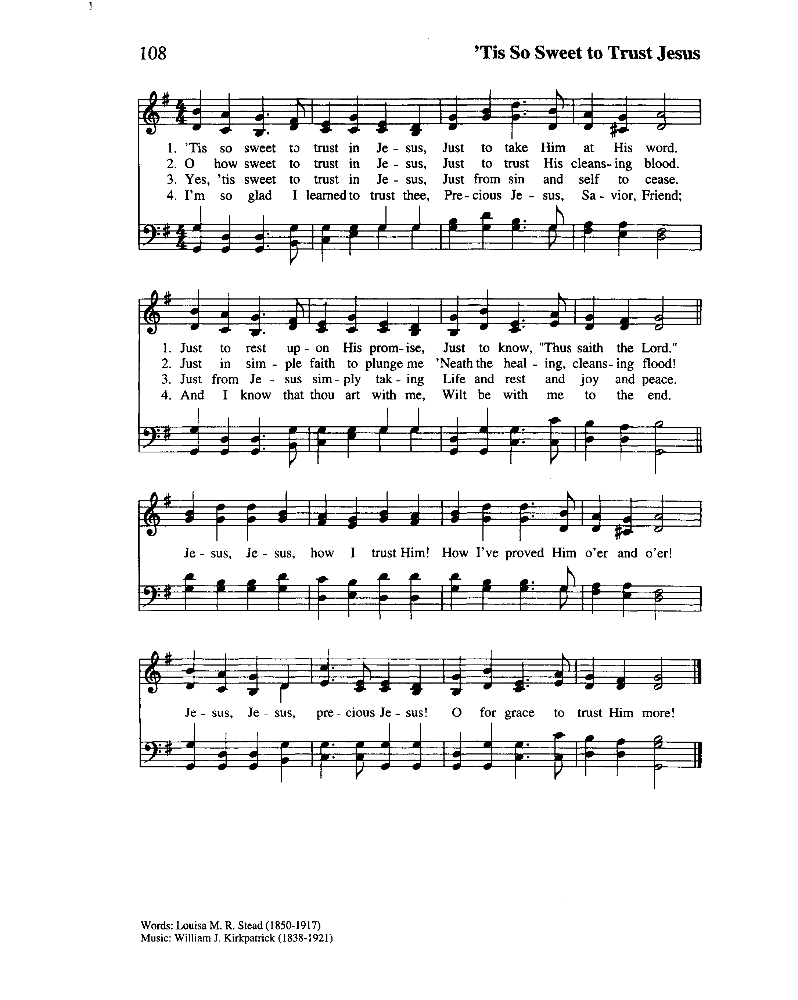 108
’Tis So Sweet to Trust Jesus
1. ’Tis so sweet to trust in Je - sus, Just to take Him at His word.
2. O how sweet to trust in Je - sus, Just to trust His cleans - ing blood.
3. Yes, ’tis sweet to trust in Je - sus, Just from sin and self to cease.
4. I’m so glad I learned to trust thee, Pre - cious Je - sus, Sa - vior, Friend;
1. Just to rest up - on His prom - ise, Just to know, "Thus saith the Lord."
2. Just in sim - ple faith to plunge me ’Neath the heal - ing, cleans - ing flood!
3. Just from Je - sus sim - ply tak - ing Life and rest and joy and peace.
4. And I know that thou art with me, Wilt be with me to the end.
Je - sus, Je - sus, how I trust Him! How I’ve proved Him o’er and o’er!
Je - sus, Je - sus, pre - cious Je - sus! O for grace to trust Him more!
Words: Louisa M. R. Stead (1850-1917)
Music: William J. Kirkpatrick (1838-1921)